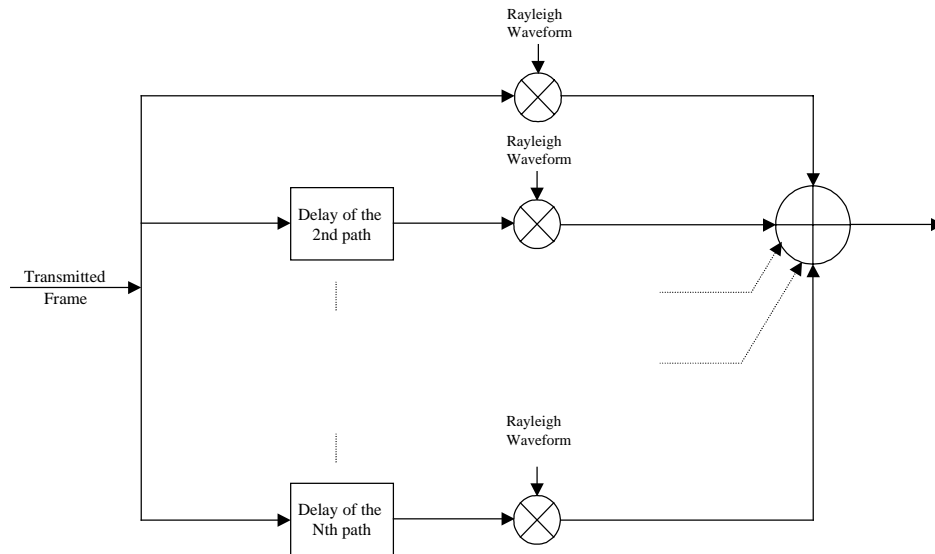 Rayleigh
Waveform
Rayleigh
Waveform
Delay of the
2nd path
Transmitted
Frame
Rayleigh
Waveform
Delay of the
Nth path